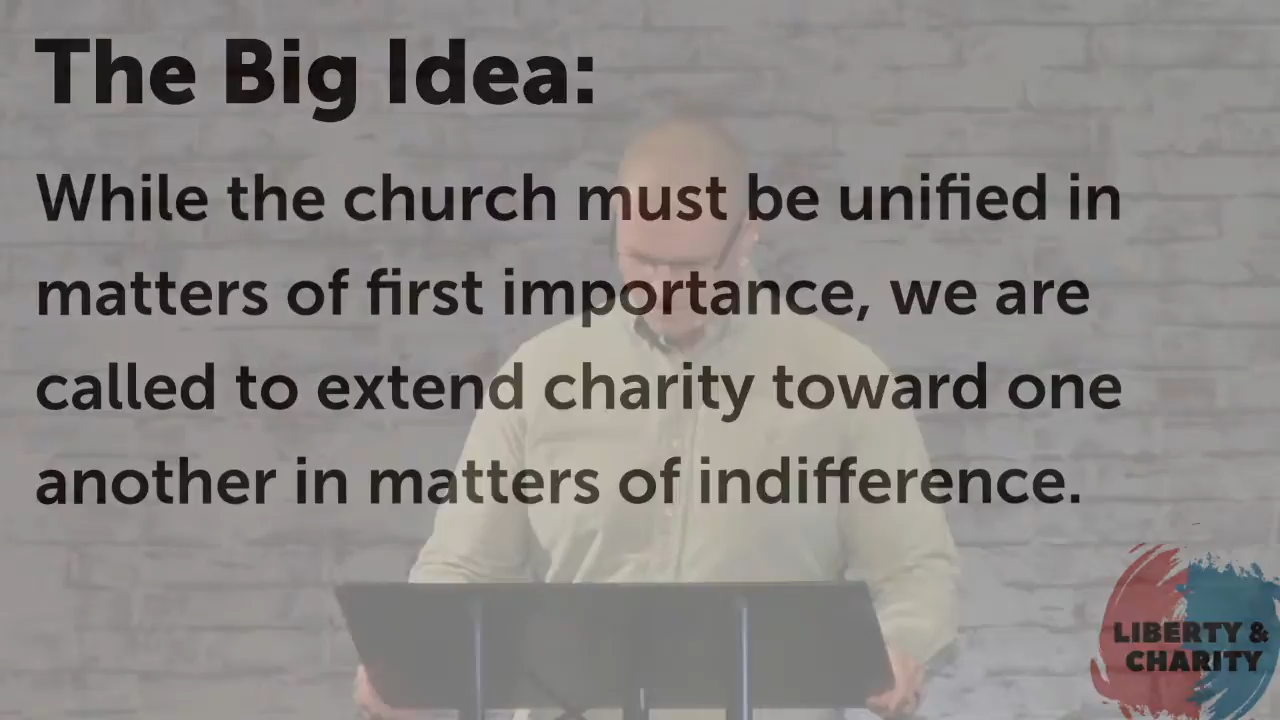 The Big Idea:
While the church must be unified in
matters of first importance, we are
called to extend charity toward one
another in matters of indifference.
LIBERTY &
CHARITY